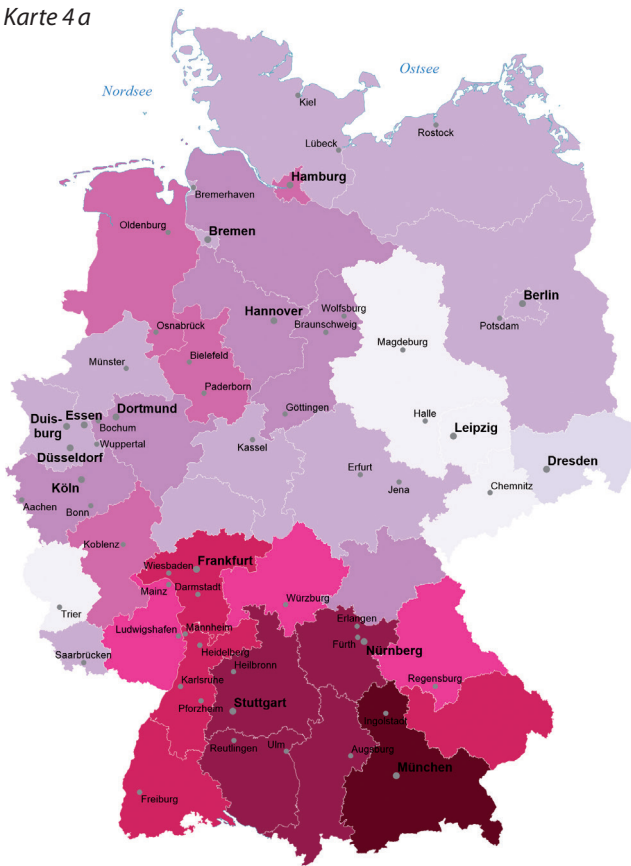 Karte 4 a
Ostsee
Nordsee
Kiel
Rostock
Lübeck
Hamburg
Bremerhaven
Oldenburg
Bremen
Berlin
Wolfsburg
Hannover
Potsdam
Braunschweig
Osnabrück
Magdeburg
Bielefeld
Münster
Paderborn
Göttingen
Dortmund
Halle
Duis-
burg
Essen
Bochum
Leipzig
Wuppertal
Kassel
Düsseldorf
Dresden
Erfurt
Köln
Jena
Chemnitz
Aachen
Bonn
Koblenz
Frankfurt
Wiesbaden
Mainz
Darmstadt
Würzburg
Trier
Erlangen
Mannheim
Ludwigshafen
Fürth
Nürnberg
Heidelberg
Saarbrücken
Heilbronn
Regensburg
Karlsruhe
Pforzheim
Stuttgart
Ingolstadt
Reutlingen
Ulm
Augsburg
München
Freiburg